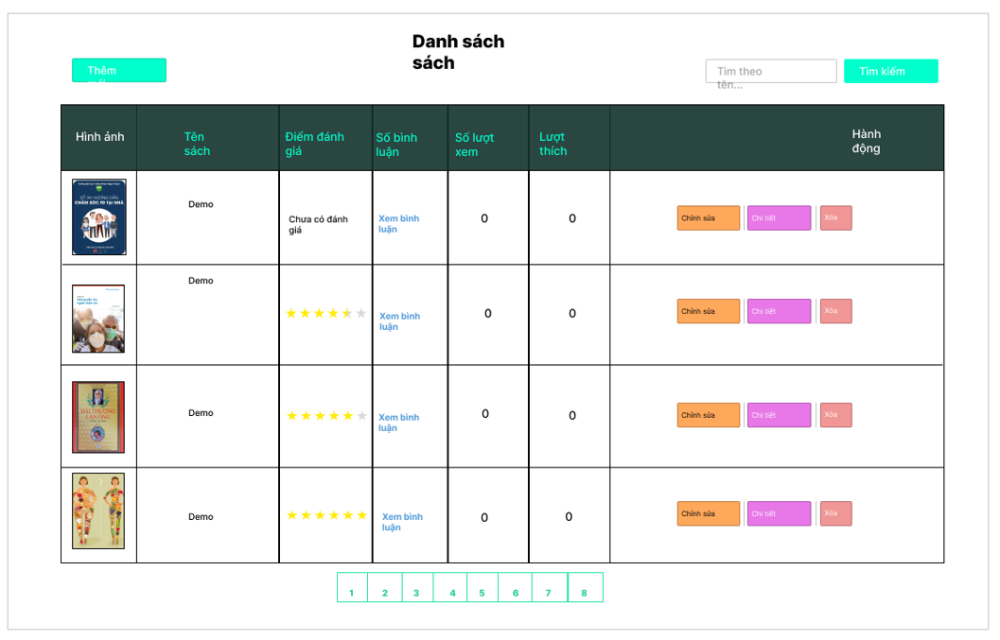 Danh sách
sách
Thêm
Tìm theo
tên...
Tìm kiếm
Hình ảnh
Tên
sách
Điểm đánh
giá
Số bình
luận
Số lượt
xem
Lượt
thích
Hành
động
SỔ TAY HƯỚNG DẪN
CHĂM SÓC F0 TẠI NHÀ
Demo
Chưa có đánh
giá
Xem bình
luận
0
0
Chỉnh sửa
Chi tiết
Xóa
Demo
Xem bình
luận
0
0
Chỉnh sửa
Chi tiết
Xóa
HẢI THƯỢNG
LÃN ÔNG
Demo
Xem bình
luận
0
0
Chỉnh sửa
Chi tiết
Xóa
Demo
Xem bình
luận
0
0
Chỉnh sửa
Chi tiết
Xóa
1 2 3 4 5 6 7 8